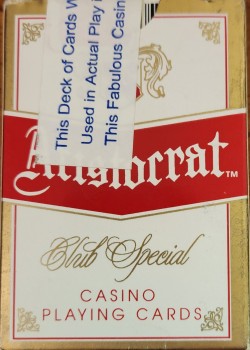 This Deck of Cards
Used in Actual Play
This Fabulous Casin
Aristocrat™
Club Special
CASINO
PLAYING CARDS